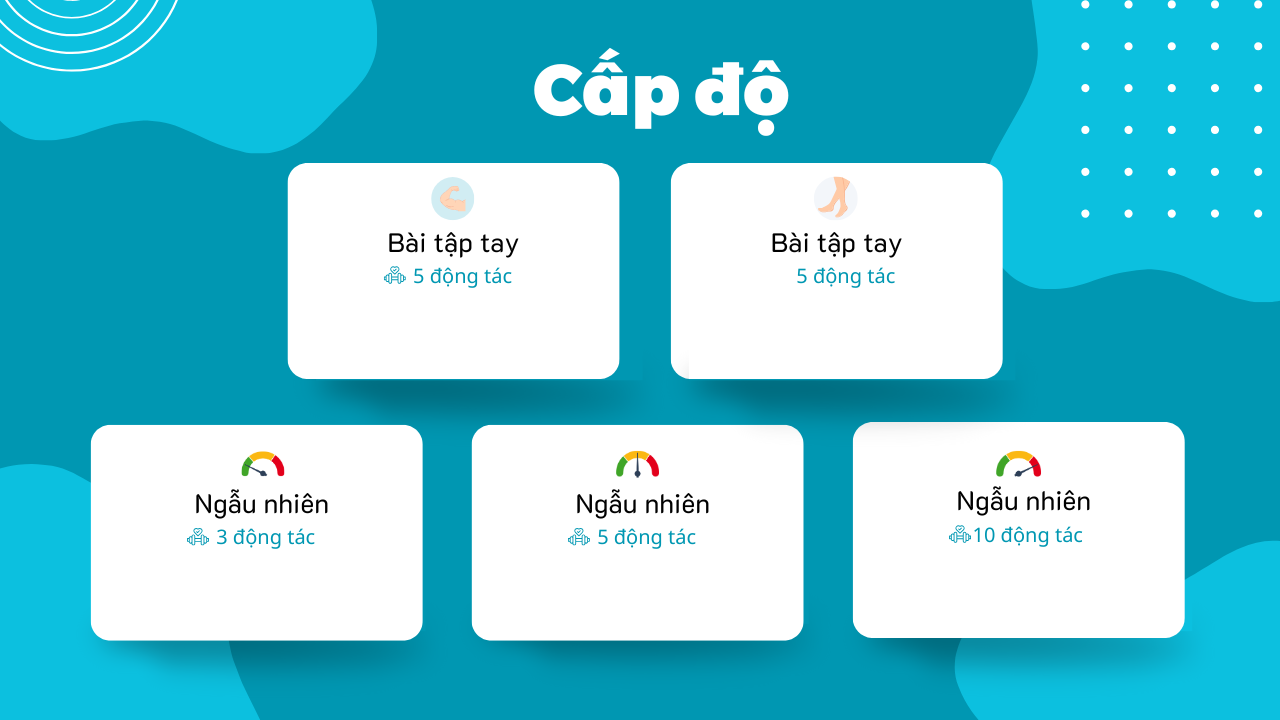 Cấp độ
Bài tập tay
5 động tác
Bài tập tay
5 động tác
Ngẫu nhiên
3 động tác
Ngẫu nhiên
5 động tác
Ngẫu nhiên
10 động tác